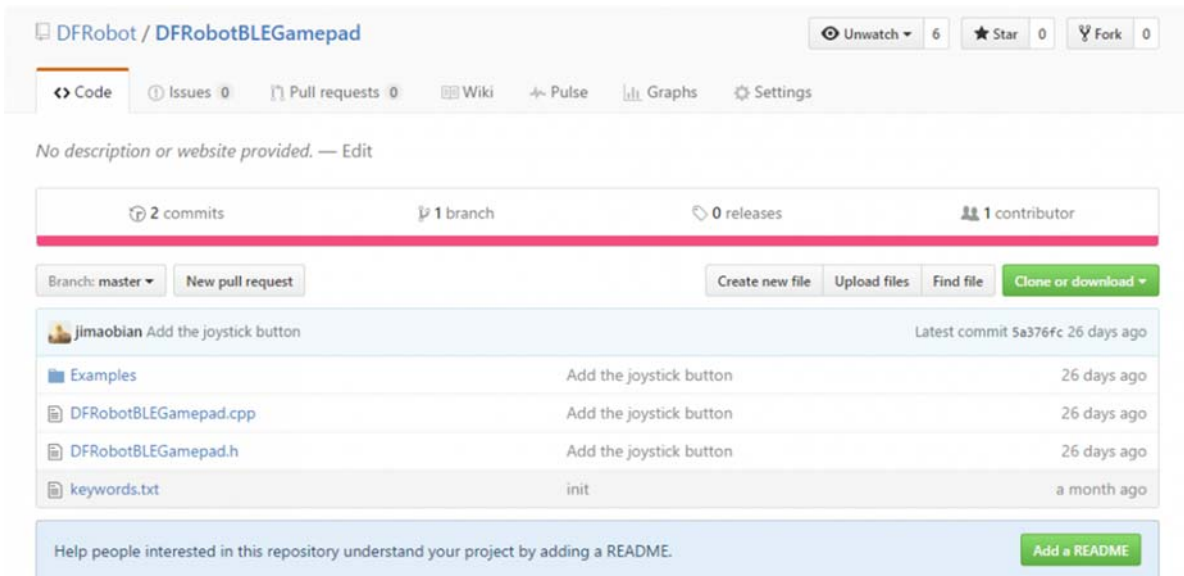 DFRobot / DFRobotBLEGamepad Unwatch 6 Star 0 Fork 0
Code Issues 0 Pull requests 0 Wiki Pulse Graphs Settings
No description or website provided. — Edit
2 commits 1 branch 0 releases 1 contributor
Branch: master New pull request Create new file Upload files Find file Clone or download
jimaobian Add the joystick button Latest commit 5a376fc 26 days ago
Examples Add the joystick button 26 days ago
DFRobotBLEGamepad.cpp Add the joystick button 26 days ago
DFRobotBLEGamepad.h Add the joystick button 26 days ago
keywords.txt init a month ago
Help people interested in this repository understand your project by adding a README. Add a README